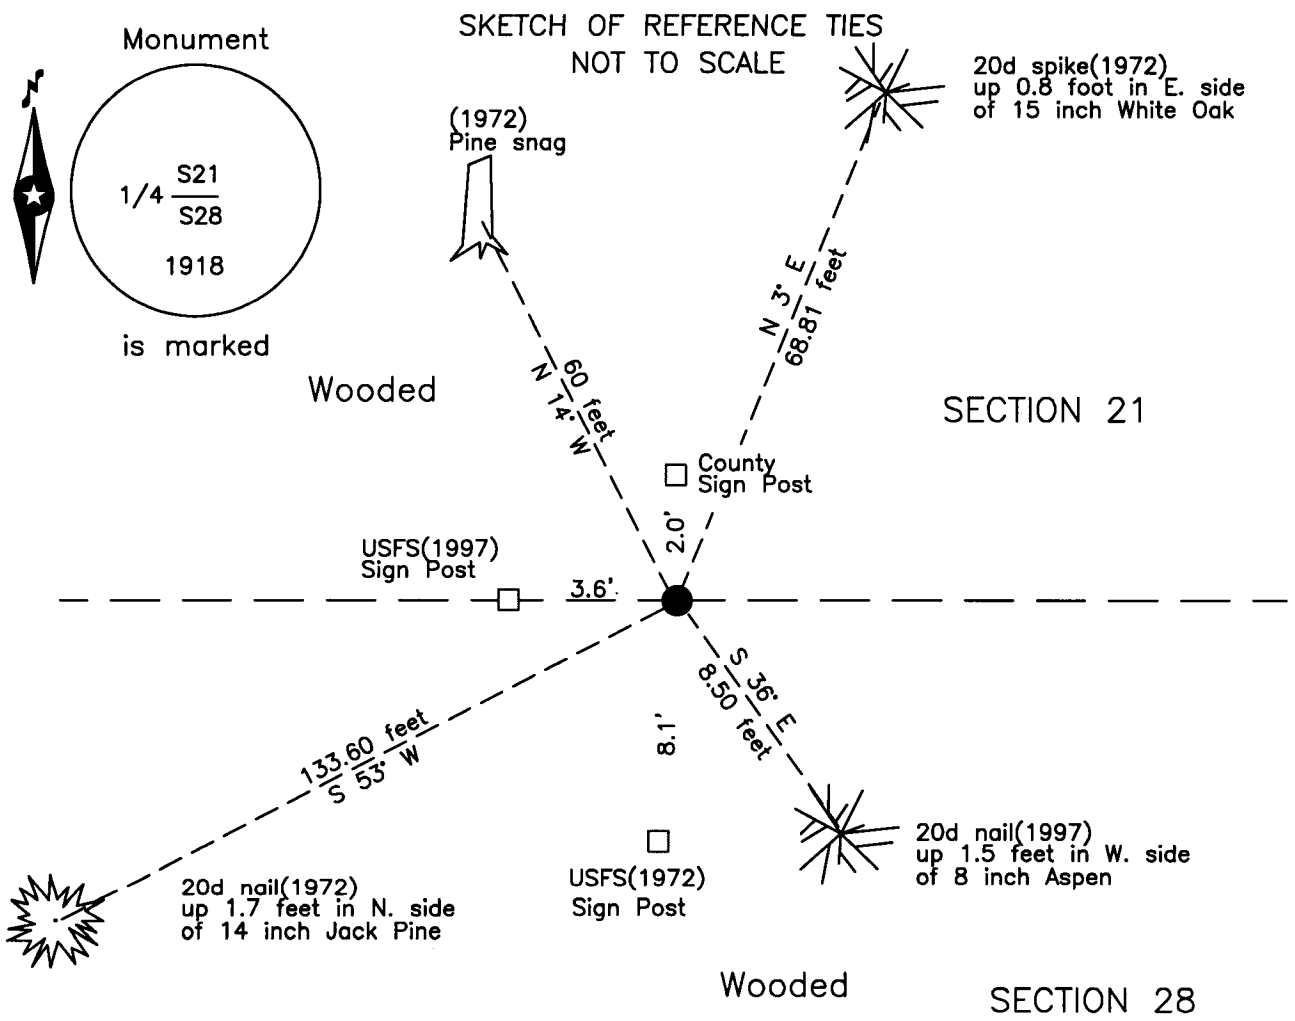 SKETCH OF REFERENCE TIES
NOT TO SCALE
Monument
N
1/4 S21
S28
1918
is marked
(1972)
Pine snag
20d spike(1972)
up 0.8 foot in E. side
of 15 inch White Oak
N 3° E
68.81 feet
60 feet
N 14° W
Wooded
SECTION 21
County
Sign Post
2.0'
USFS(1997)
Sign Post
3.6'
S 36° E
8.50 feet
8.1'
133.60 feet
S 53° W
20d nail(1997)
up 1.5 feet in W. side
of 8 inch Aspen
USFS(1972)
Sign Post
20d nail(1972)
up 1.7 feet in N. side
of 14 inch Jack Pine
Wooded
SECTION 28